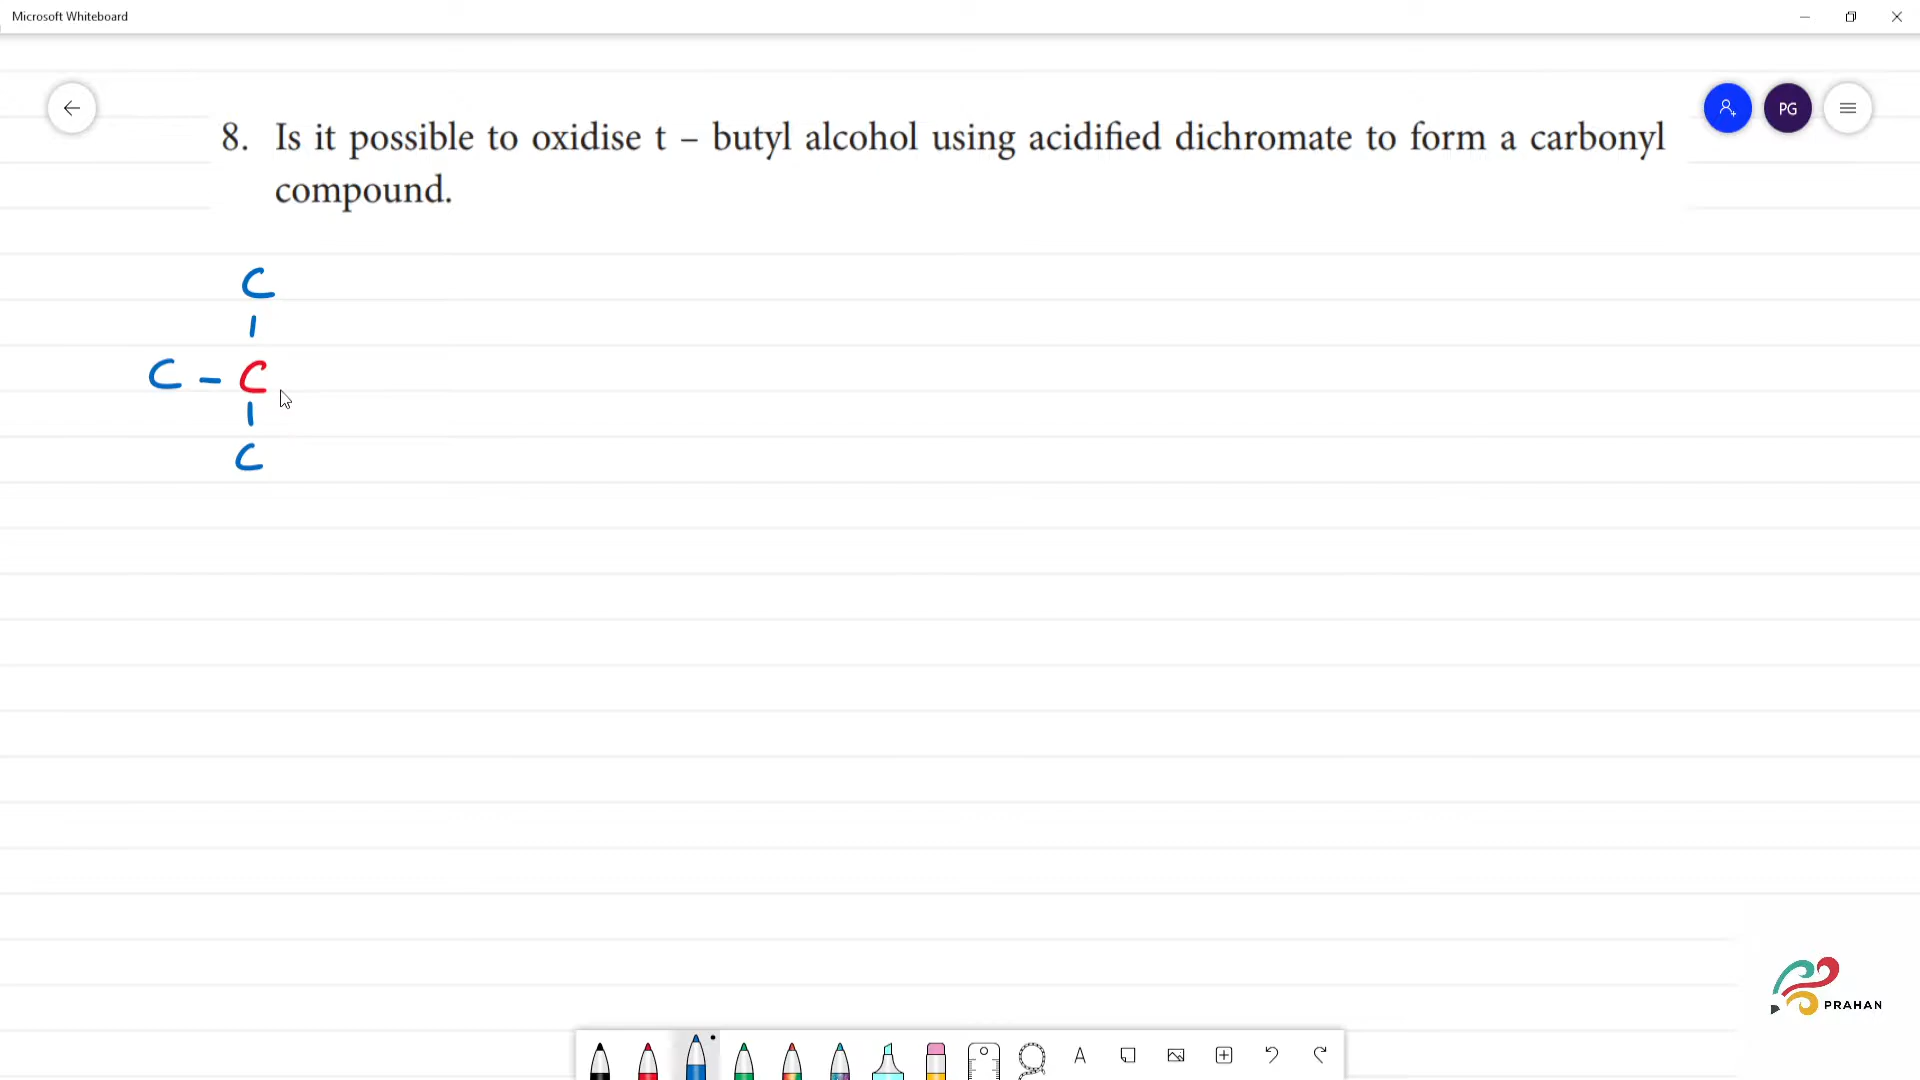 Microsoft Whiteboard
PG
8. Is it possible to oxidise t – butyl alcohol using acidified dichromate to form a carbonyl
compound.
C
|
C – C
|
C
PRAHAN
A